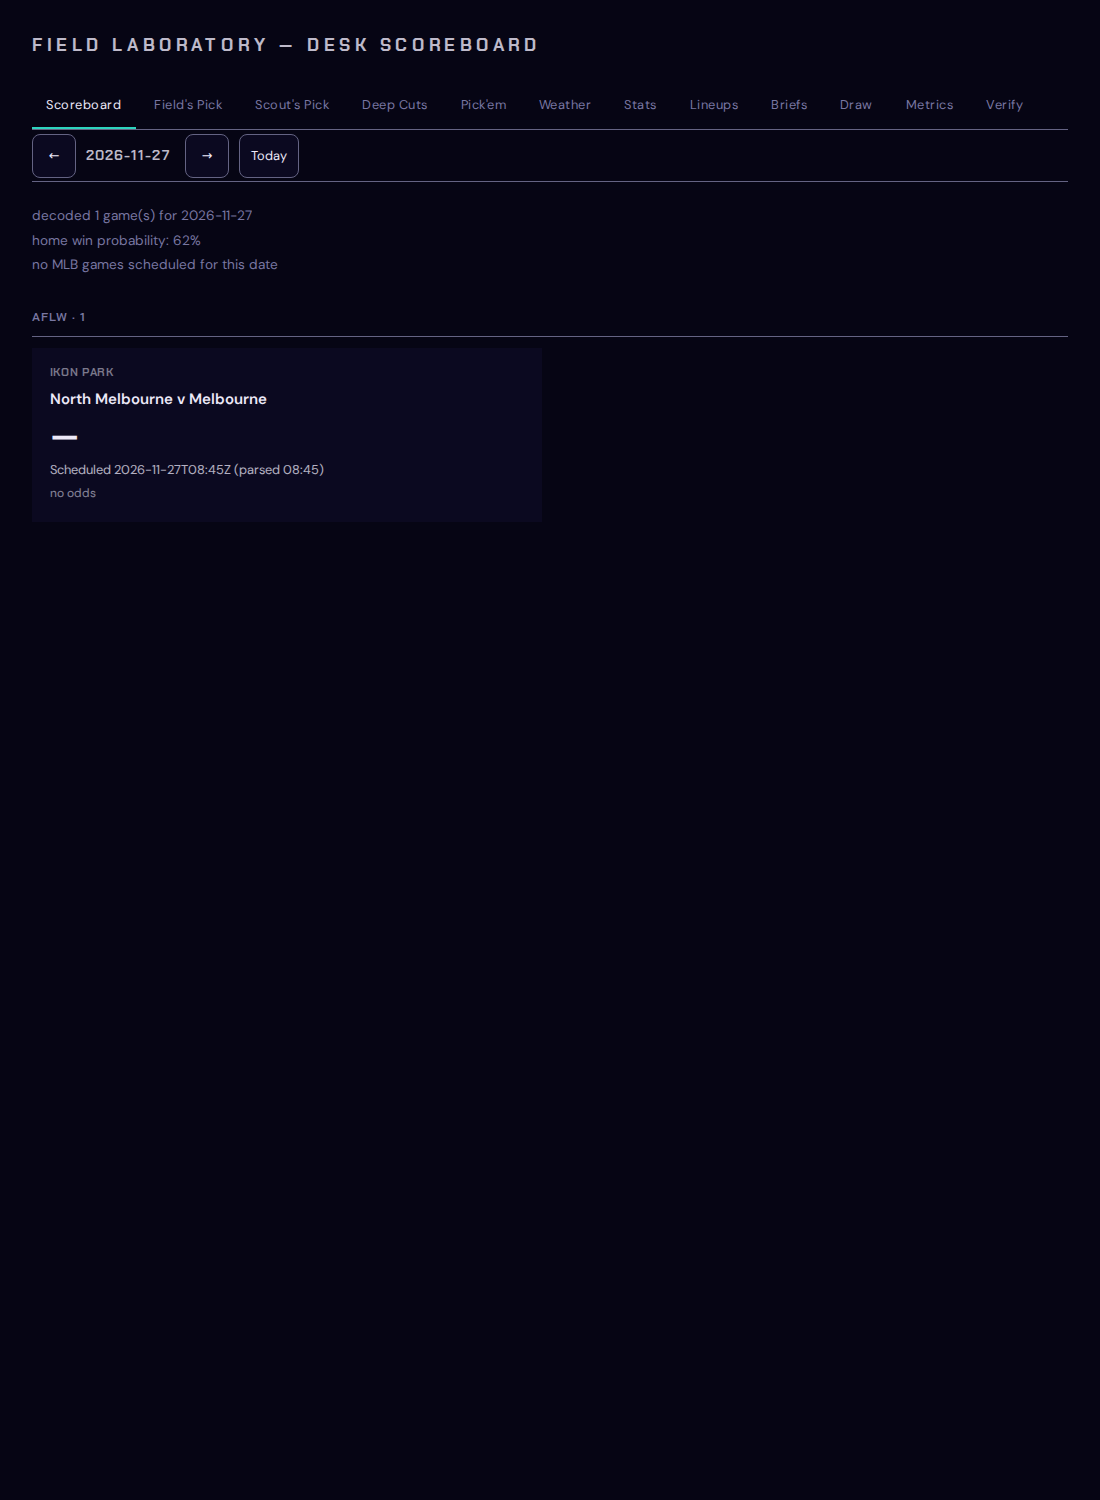 FIELD LABORATORY — DESK SCOREBOARD
Scoreboard Field's Pick Scout's Pick Deep Cuts Pick'em Weather Stats Lineups Briefs Draw Metrics Verify
← 2026-11-27 → Today
decoded 1 game(s) for 2026-11-27
home win probability: 62%
no MLB games scheduled for this date
AFLW · 1
IKON PARK
North Melbourne v Melbourne
—
Scheduled 2026-11-27T08:45Z (parsed 08:45)
no odds